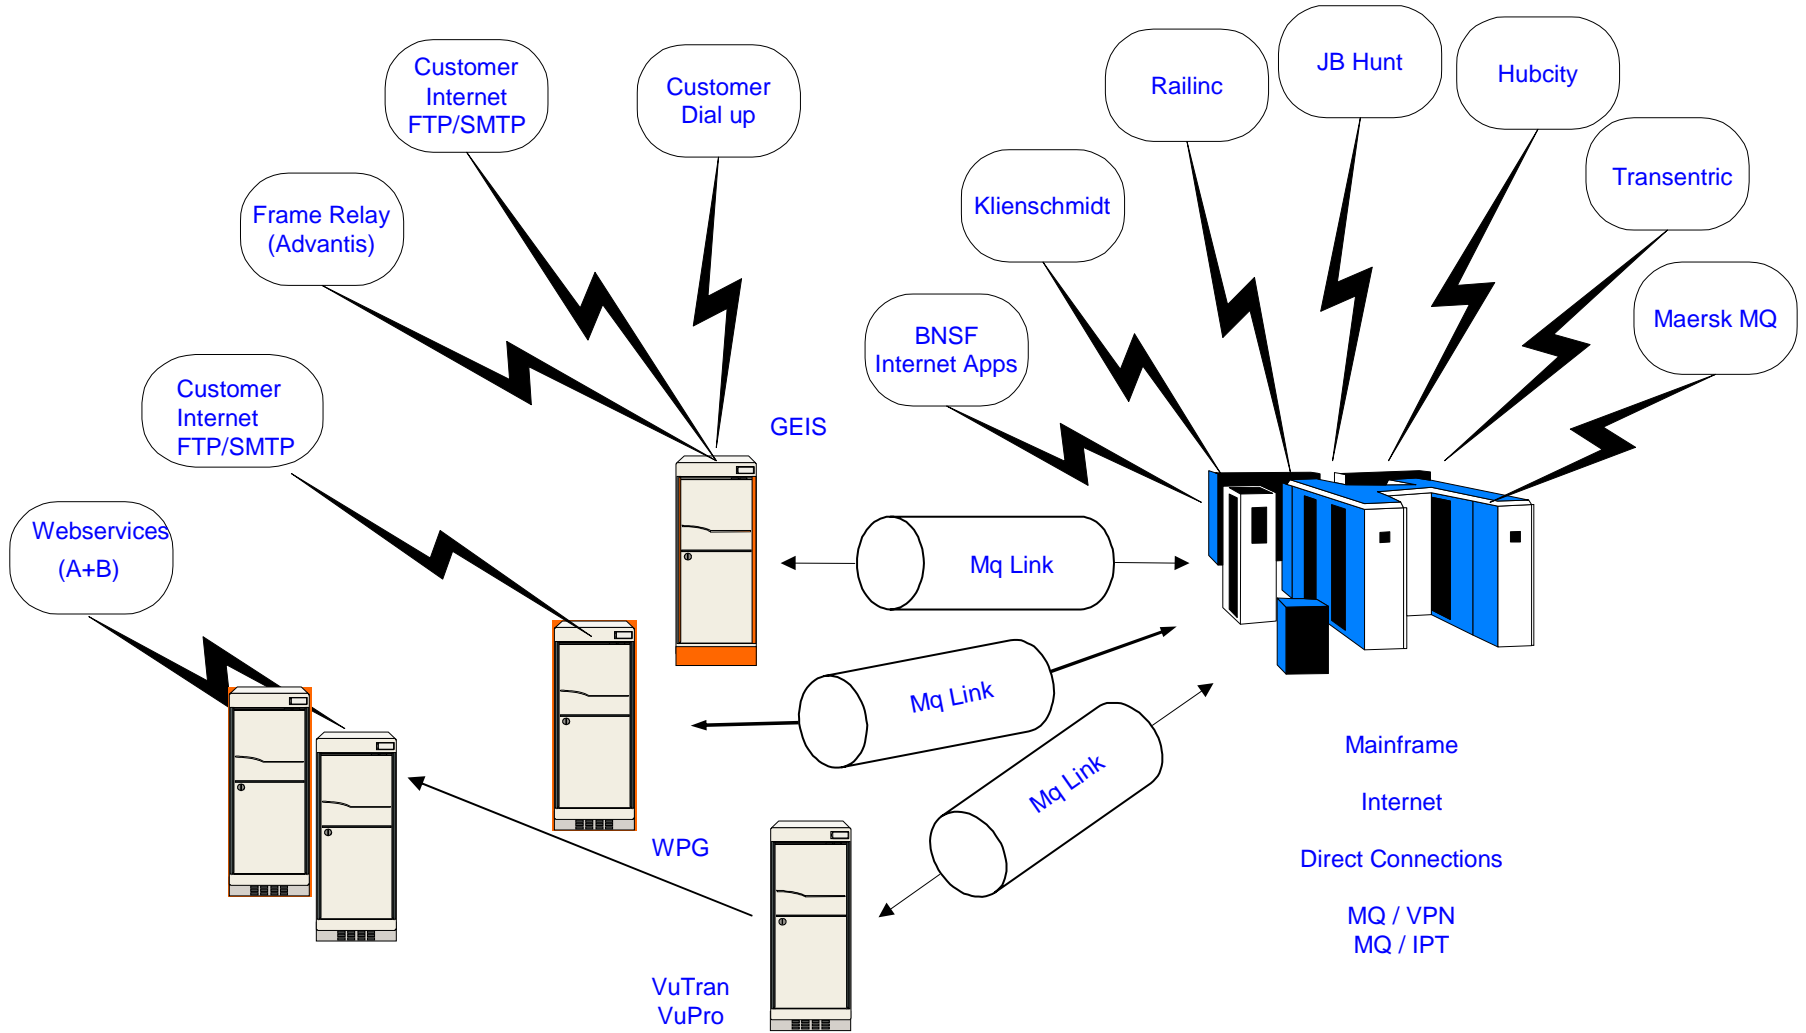 Customer
Internet
FTP/SMTP
Customer
Dial up
Railinc
JB Hunt
Hubcity
Frame Relay
(Advantis)
Klienschmidt
Transentric
BNSF
Internet Apps
Maersk MQ
Customer
Internet
FTP/SMTP
GEIS
Webservices
(A+B)
Mq Link
Mq Link
Mq Link
WPG
VuTran
VuPro
Mainframe
Internet
Direct Connections
MQ / VPN
MQ / IPT